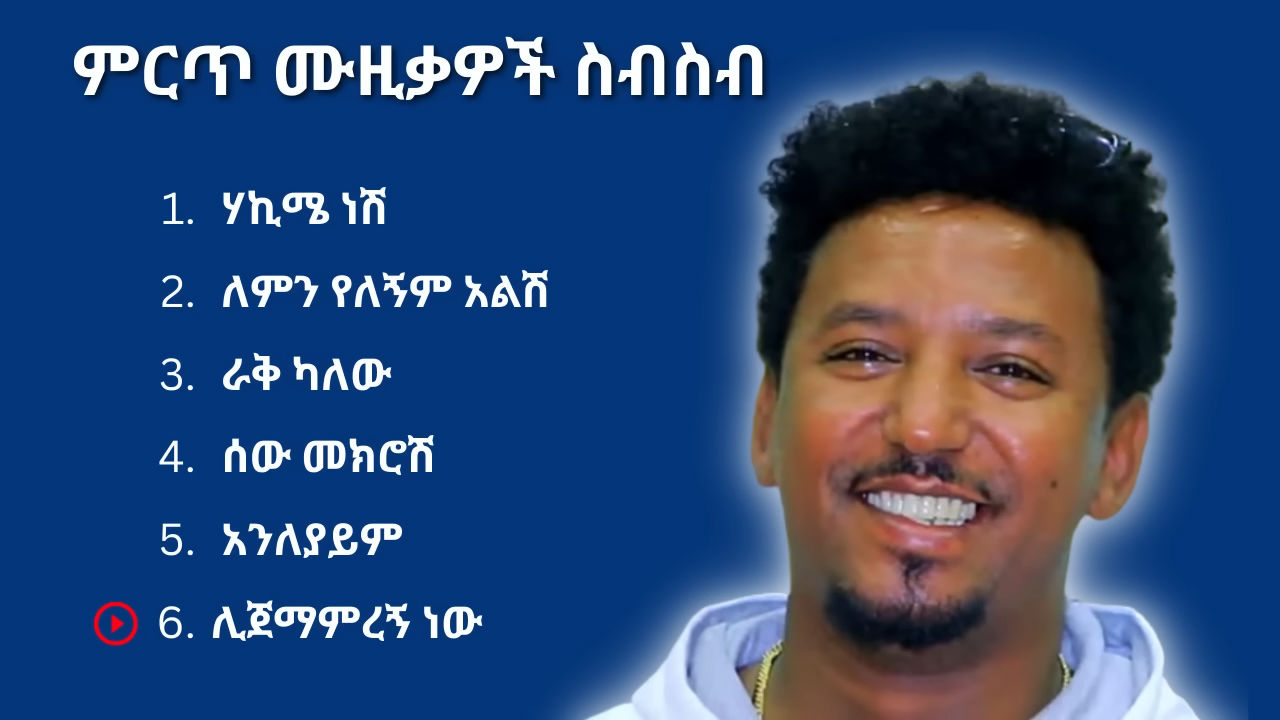 ምርጥ ሙዚቃዎች ስብስብ
1. ሃኪሜ ነሽ
2. ለምን የለኝም አልሽ
3. ራቅ ካለው
4. ሰው መክሮሽ
5. አንለያይም
6. ሊጀማምረኝ ነው